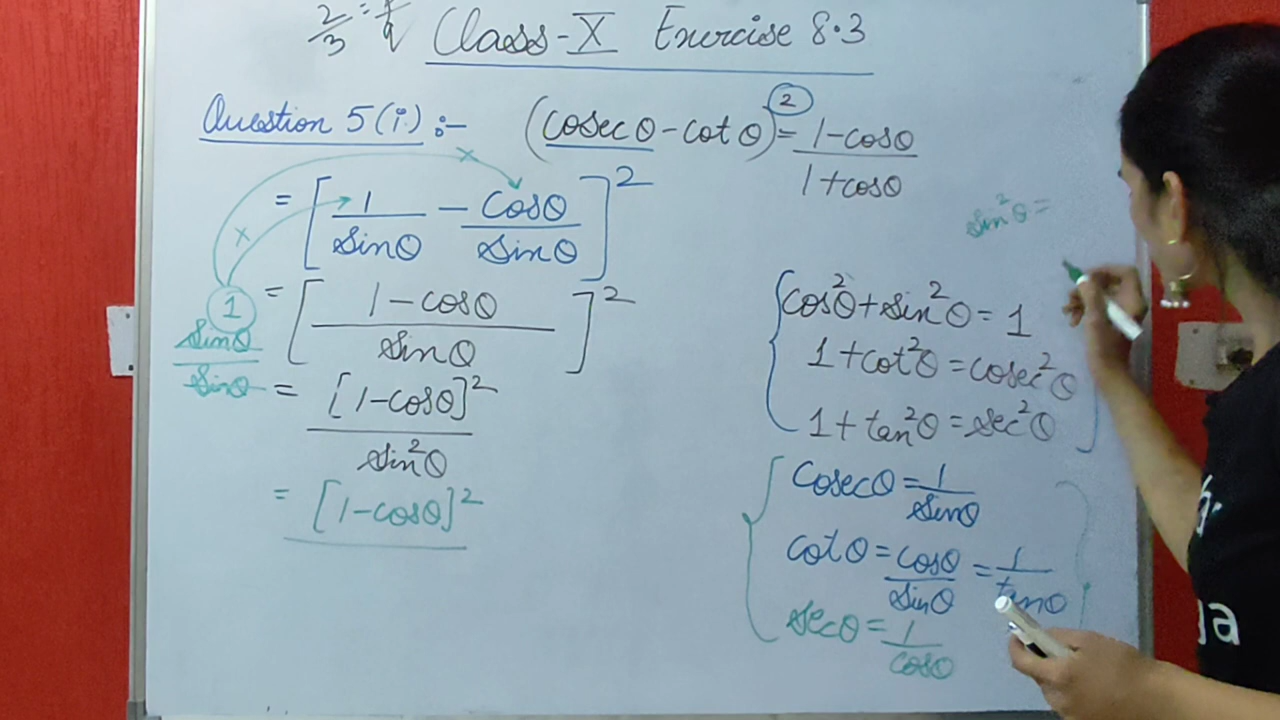 2/3 =
Class-X Exercise 8.3
Question 5(i) :- (cosecθ - cotθ)² = 1-cosθ/1+cosθ
= [1/sinθ - cosθ/sinθ]²
= [1-cosθ/sinθ]²
1
sinθ/sinθ
= [1-cosθ]²/sin²θ
= [1-cosθ]²
sin²θ =
cos²θ + sin²θ = 1
1 + cot²θ = cosec²θ
1 + tan²θ = sec²θ
cosecθ = 1/sinθ
cotθ = cosθ/sinθ = 1/tanθ
secθ = 1/cosθ